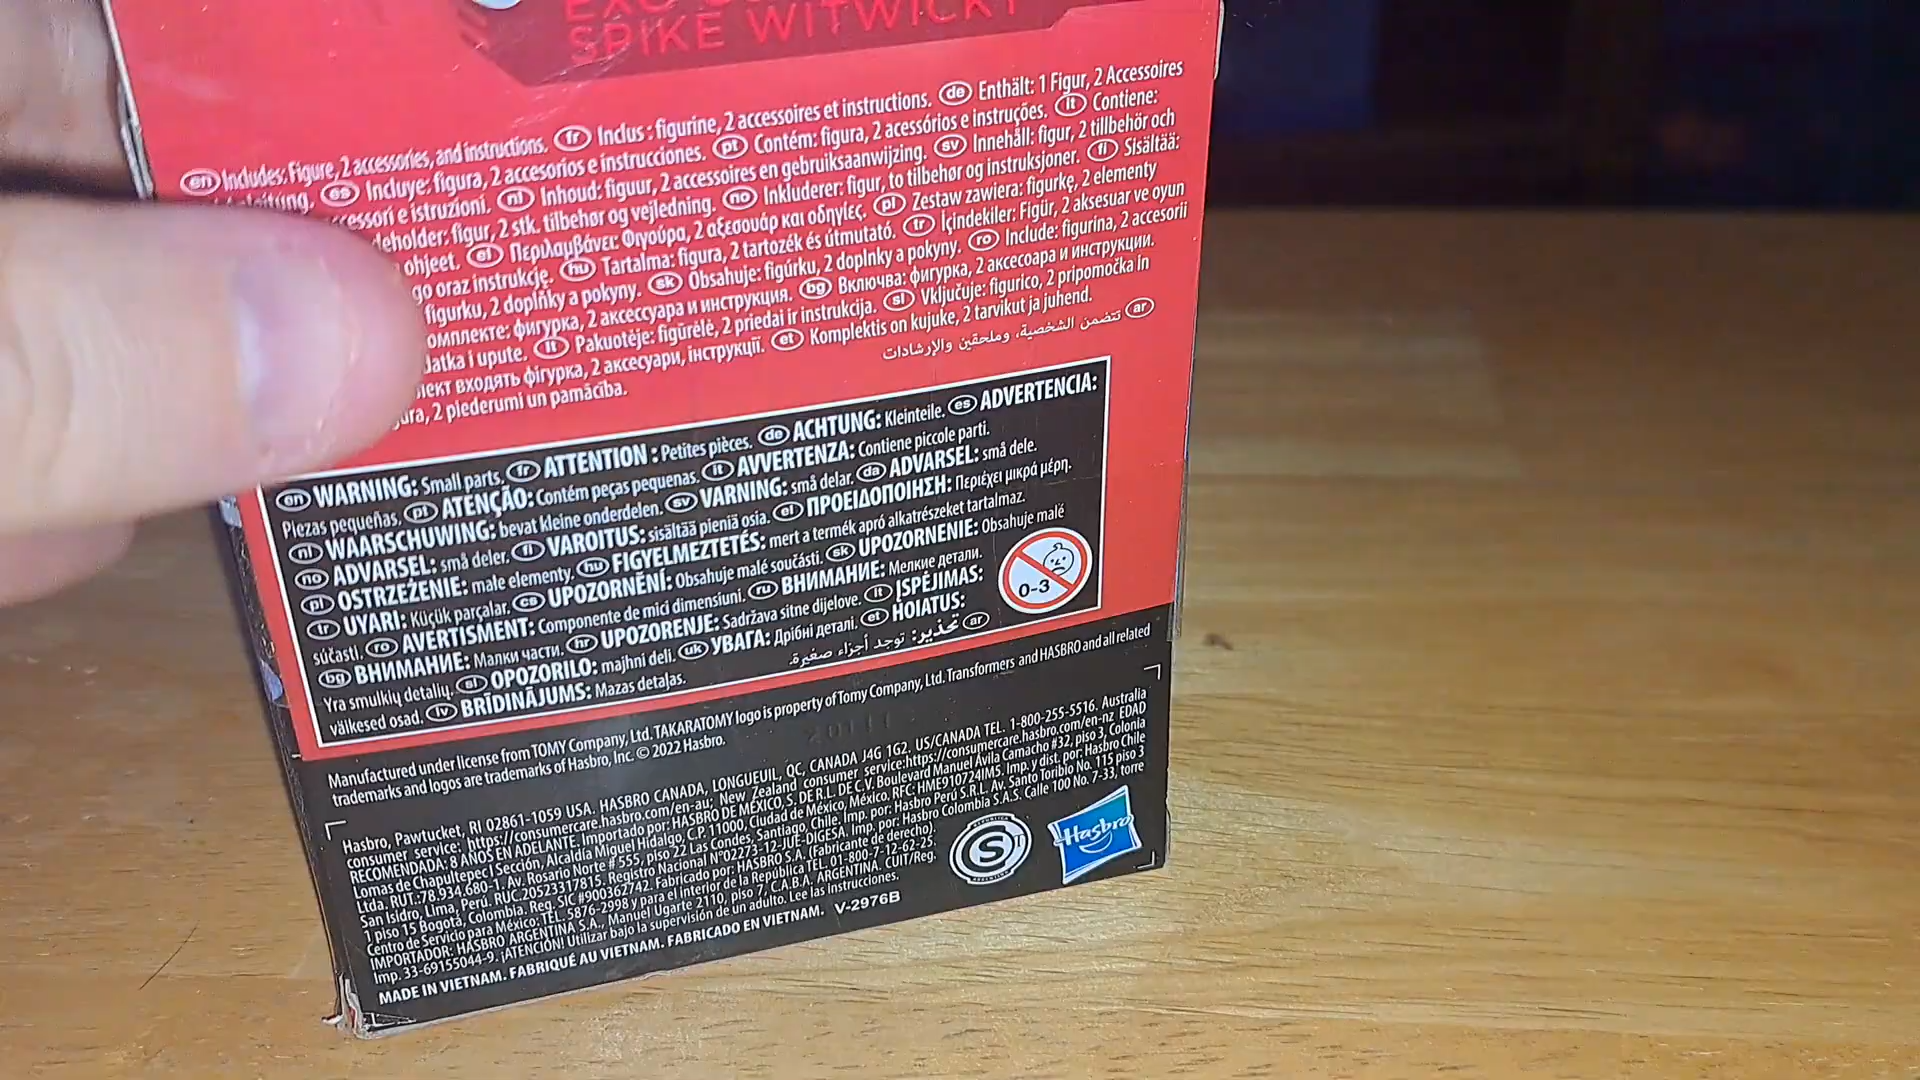 SPIKE WITWICKY
en Includes: Figure, 2 accessories, and instructions. fr Inclus : figurine, 2 accessoires et instructions. de Enthält: 1 Figur, 2 Accessoires
es Incluye: figura, 2 accesorios e instrucciones. pt Contém: figura, 2 acessórios e instruções. it Contiene:
e istruzioni. nl Inhoud: figuur, 2 accessoires en gebruiksaanwijzing. sv Innehåll: figur, 2 tillbehör och
figur, 2 stk. tilbehør og vejledning. no Inkluderer: figur, to tilbehør og instruksjoner. fi Sisältää:
ohjeet. el Περιλαμβάνει: Φιγούρα, 2 αξεσουάρ και οδηγίες. pl Zestaw zawiera: figurkę, 2 elementy
oraz instrukcję. hu Tartalma: figura, 2 tartozék és útmutató. tr İçindekiler: Figür, 2 aksesuar ve oyun
figurku, 2 doplňky a pokyny. sk Obsahuje: figúrku, 2 doplnky a pokyny. ro Include: figurina, 2 accesorii
фигурка, 2 аксессуара и инструкция. bg Включва: фигурка, 2 аксесоара и инструкции.
i upute. lt Pakuotėje: figūrėlė, 2 priedai ir instrukcija. sl Vključuje: figurico, 2 pripomočka in
входять фігурка, 2 аксесуари, інструкції. et Komplektis on kujuke, 2 tarvikut ja juhend.
2 piederumi un pamācība.
ar تتضمن الشخصية، وملحقين والإرشادات
en WARNING: Small parts. fr ATTENTION : Petites pièces. de ACHTUNG: Kleinteile. es ADVERTENCIA:
Piezas pequeñas. pt ATENÇÃO: Contém peças pequenas. it AVVERTENZA: Contiene piccole parti.
nl WAARSCHUWING: bevat kleine onderdelen. sv VARNING: små delar. da ADVARSEL: små dele.
no ADVARSEL: små deler. fi VAROITUS: sisältää pieniä osia. el ΠΡΟΕΙΔΟΠΟΙΗΣΗ: Περιέχει μικρά μέρη.
pl OSTRZEŻENIE: małe elementy. hu FIGYELMEZTETÉS: mert a termék apró alkatrészeket tartalmaz.
tr UYARI: Küçük parçalar. cs UPOZORNĚNÍ: Obsahuje malé součásti. sk UPOZORNENIE: Obsahuje malé
súčasti. ro AVERTISMENT: Componente de mici dimensiuni. ru ВНИМАНИЕ: Мелкие детали.
bg ВНИМАНИЕ: Малки части. hr UPOZORENJE: Sadržava sitne dijelove. lt ĮSPĖJIMAS:
Yra smulkių detalių. sl OPOZORILO: majhni deli. uk УВАГА: Дрібні деталі. et HOIATUS:
väikesed osad. lv BRĪDINĀJUMS: Mazas detaļas.
ar تحذير: توجد أجزاء صغيرة.
0-3
Manufactured under license from TOMY Company, Ltd. TAKARATOMY logo is property of Tomy Company, Ltd. Transformers and HASBRO and all related
trademarks and logos are trademarks of Hasbro, Inc. © 2022 Hasbro.
Hasbro, Pawtucket, RI 02861-1059 USA. HASBRO CANADA, LONGUEUIL, QC, CANADA J4G 1G2. US/CANADA TEL. 1-800-255-5516. Australia
consumer service: https://consumercare.hasbro.com/en-au; New Zealand consumer service:https://consumercare.hasbro.com/en-nz EDAD
RECOMENDADA: 8 AÑOS EN ADELANTE. Importado por: HASBRO DE MÉXICO, S. DE R.L. DE C.V. Boulevard Manuel Ávila Camacho #32, piso 3, Colonia
Lomas de Chapultepec I Sección, Alcaldía Miguel Hidalgo, C.P. 11000, Ciudad de México, México. RFC: HME910724IM5. Imp. y dist. por: Hasbro Chile
Ltda. RUT.:78.934.680-1, Av. Rosario Norte # 555, piso 22 Las Condes, Santiago, Chile. Imp. por: Hasbro Perú S.R.L. Av. Santo Toribio No. 115 piso 3
San Isidro, Lima, Perú. RUC.20523317815. Registro Nacional N°02273-12-JUE-DIGESA. Imp. por: Hasbro Colombia S.A.S. Calle 100 No. 7-33, torre
1 piso 15 Bogotá, Colombia. Reg. SIC #900362742. Fabricado por: HASBRO S.A. (Fabricante de derecho).
Centro de Servicio para México: TEL. 5876-2998 y para el interior de la República TEL. 01-800-7-12-62-25.
IMPORTADOR: HASBRO ARGENTINA S.A., Manuel Ugarte 2110, piso 7, C.A.B.A. ARGENTINA. CUIT/Reg.
Imp. 33-69155044-9. ¡ATENCIÓN! Utilizar bajo la supervisión de un adulto. Lee las instrucciones.
MADE IN VIETNAM. FABRIQUÉ AU VIETNAM. FABRICADO EN VIETNAM. V-2976B
S
Hasbro